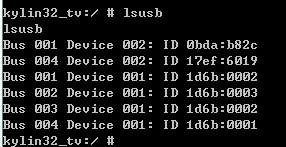 kylin32_tv:/ # lsusb
lsusb
Bus 001 Device 002: ID 0bda:b82c
Bus 004 Device 002: ID 17ef:6019
Bus 001 Device 001: ID 1d6b:0002
Bus 002 Device 001: ID 1d6b:0003
Bus 003 Device 001: ID 1d6b:0002
Bus 004 Device 001: ID 1d6b:0001
kylin32_tv:/ #